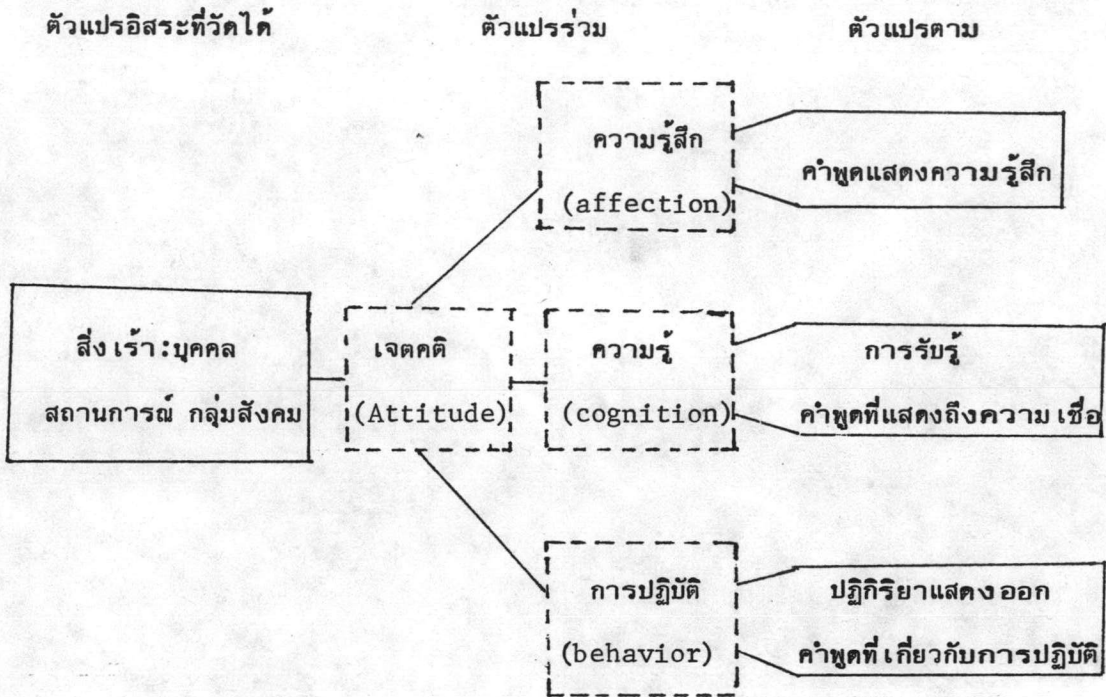 ตัวแปรอิสระที่วัดได้ ตัวแปรร่วม ตัวแปรตาม
ความรู้สึก
(affection)
คำพูดแสดงความรู้สึก
สิ่งเร้า:บุคคล
สถานการณ์ กลุ่มสังคม
เจตคติ
(Attitude)
ความรู้
(cognition)
การรับรู้
คำพูดที่แสดงถึงความเชื่อ
การปฏิบัติ
(behavior)
ปฏิกิริยาแสดงออก
คำพูดที่เกี่ยวกับการปฏิบัติ